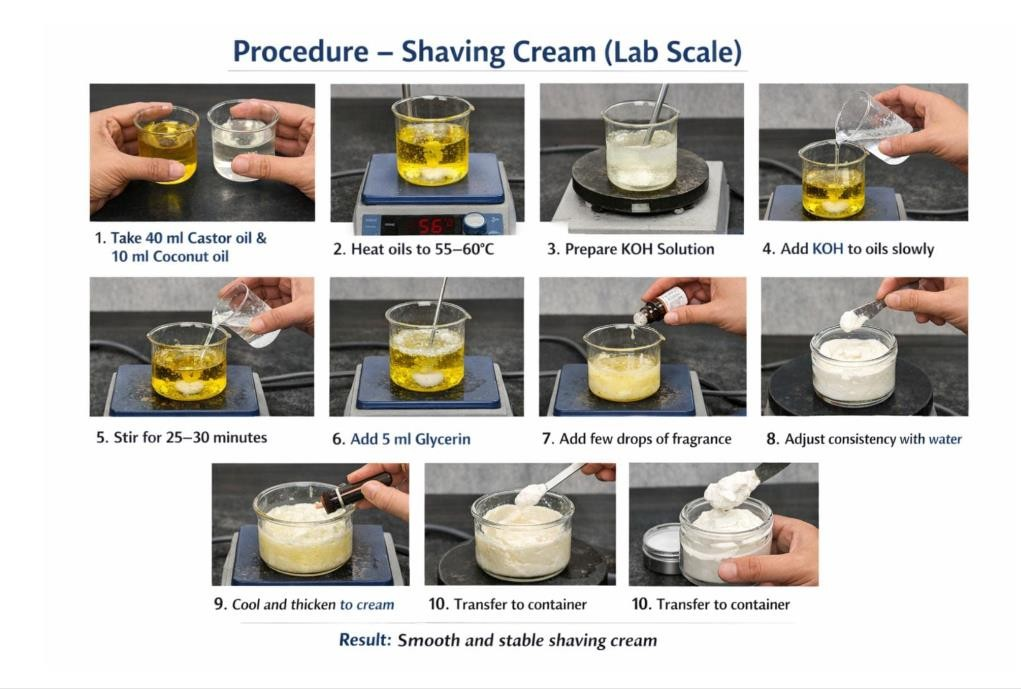 Procedure – Shaving Cream (Lab Scale)
1. Take 40 ml Castor oil &
10 ml Coconut oil
56
2. Heat oils to 55–60°C
3. Prepare KOH Solution
4. Add KOH to oils slowly
5. Stir for 25–30 minutes
6. Add 5 ml Glycerin
7. Add few drops of fragrance
8. Adjust consistency with water
9. Cool and thicken to cream
10. Transfer to container
10. Transfer to container
Result: Smooth and stable shaving cream